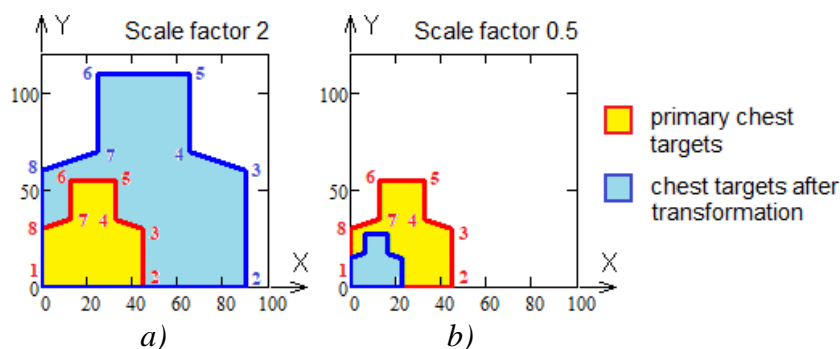 Y Scale factor 2
100
50
0
6 5
7 4
8 3
6 5
8 7 4 3
1 2 2
X
0 20 40 60 80 100
a)
Y Scale factor 0.5
100
50
0
6 5
8 7 4 3
1 2
X
0 20 40 60 80 100
b)
primary chest
targets
chest targets after
transformation